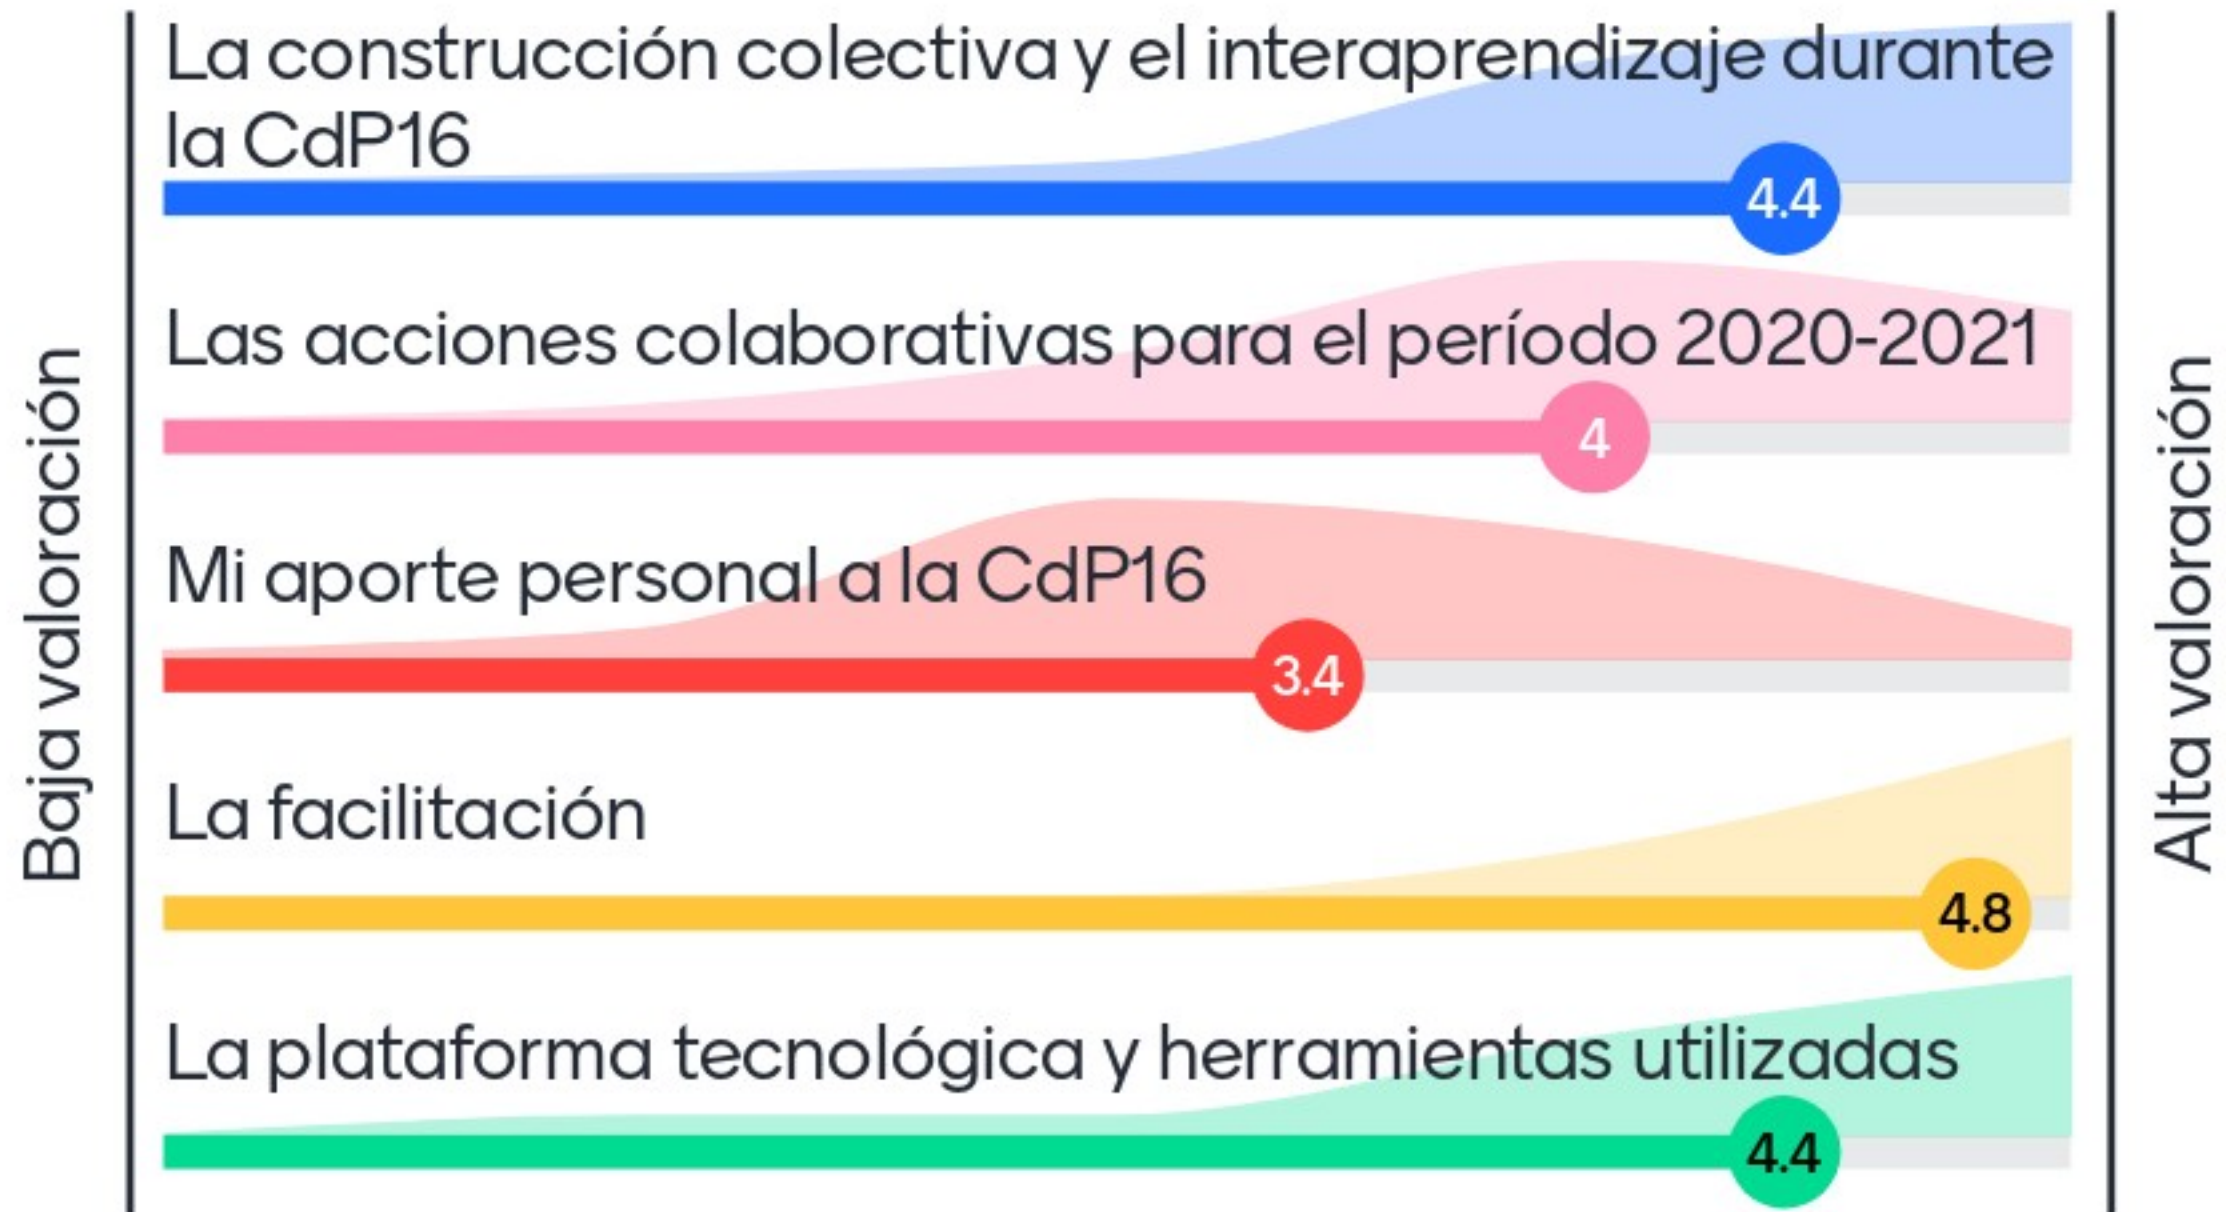 La construcción colectiva y el interaprendizaje durante
la CdP16
4.4
Las acciones colaborativas para el período 2020-2021
4
Mi aporte personal a la CdP16
3.4
La facilitación
4.8
La plataforma tecnológica y herramientas utilizadas
4.4
Baja valoración
Alta valoración